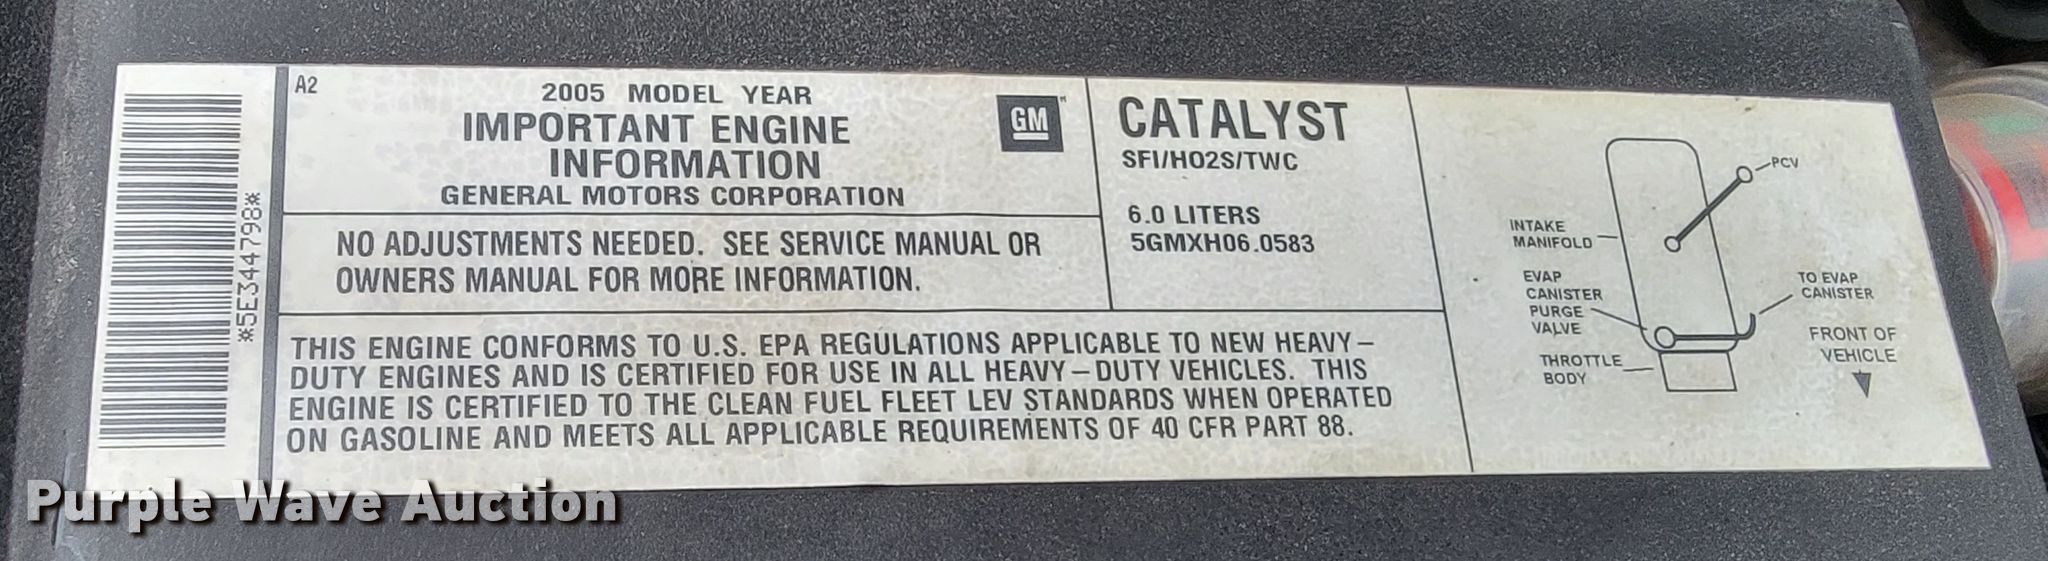 A2
2005 MODEL YEAR
IMPORTANT ENGINE
INFORMATION
GENERAL MOTORS CORPORATION
GM
NO ADJUSTMENTS NEEDED. SEE SERVICE MANUAL OR
OWNERS MANUAL FOR MORE INFORMATION.
CATALYST
SFI/HO2S/TWC
6.0 LITERS
5GMXH06.0583
THIS ENGINE CONFORMS TO U.S. EPA REGULATIONS APPLICABLE TO NEW HEAVY-
DUTY ENGINES AND IS CERTIFIED FOR USE IN ALL HEAVY-DUTY VEHICLES. THIS
ENGINE IS CERTIFIED TO THE CLEAN FUEL FLEET LEV STANDARDS WHEN OPERATED
ON GASOLINE AND MEETS ALL APPLICABLE REQUIREMENTS OF 40 CFR PART 88.
*5E344798*
PCV
INTAKE
MANIFOLD
EVAP
CANISTER
PURGE
VALVE
THROTTLE
BODY
TO EVAP
CANISTER
FRONT OF
VEHICLE
Purple Wave Auction